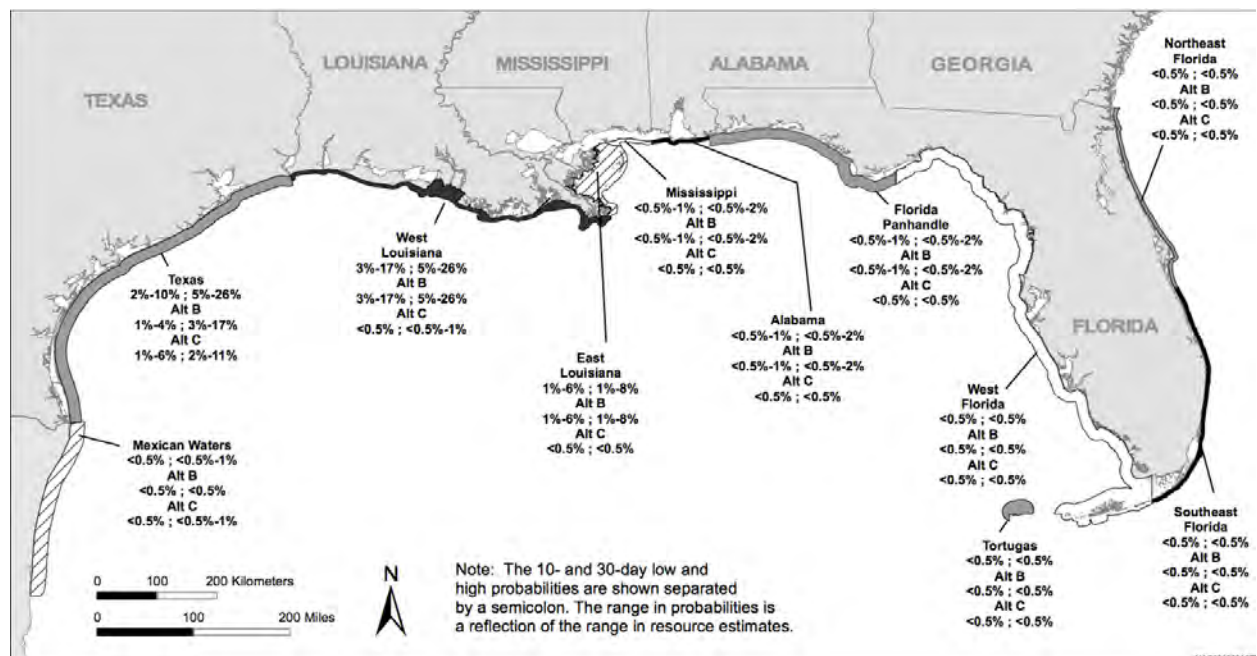 TEXAS
LOUISIANA
MISSISSIPPI
ALABAMA
GEORGIA
FLORIDA
Northeast
Florida
<0.5% ; <0.5%
Alt B
<0.5% ; <0.5%
Alt C
<0.5% ; <0.5%
Mississippi
<0.5%-1% ; <0.5%-2%
Alt B
<0.5%-1% ; <0.5%-2%
Alt C
<0.5% ; <0.5%
Florida
Panhandle
<0.5%-1% ; <0.5%-2%
Alt B
<0.5%-1% ; <0.5%-2%
Alt C
<0.5% ; <0.5%
West
Louisiana
3%-17% ; 5%-26%
Alt B
3%-17% ; 5%-26%
Alt C
<0.5% ; <0.5%-1%
Texas
2%-10% ; 5%-26%
Alt B
1%-4% ; 3%-17%
Alt C
1%-6% ; 2%-11%
Alabama
<0.5%-1% ; <0.5%-2%
Alt B
<0.5%-1% ; <0.5%-2%
Alt C
<0.5% ; <0.5%
East
Louisiana
1%-6% ; 1%-8%
Alt B
1%-6% ; 1%-8%
Alt C
<0.5% ; <0.5%
West
Florida
<0.5% ; <0.5%
Alt B
<0.5% ; <0.5%
Alt C
<0.5% ; <0.5%
Mexican Waters
<0.5% ; <0.5%-1%
Alt B
<0.5% ; <0.5%
Alt C
<0.5% ; <0.5%-1%
Southeast
Florida
<0.5% ; <0.5%
Alt B
<0.5% ; <0.5%
Alt C
<0.5% ; <0.5%
Tortugas
<0.5% ; <0.5%
Alt B
<0.5% ; <0.5%
Alt C
<0.5% ; <0.5%
0 100 200 Kilometers
0 100 200 Miles
N
Note: The 10- and 30-day low and
high probabilities are shown separated
by a semicolon. The range in probabilities is
a reflection of the range in resource estimates.